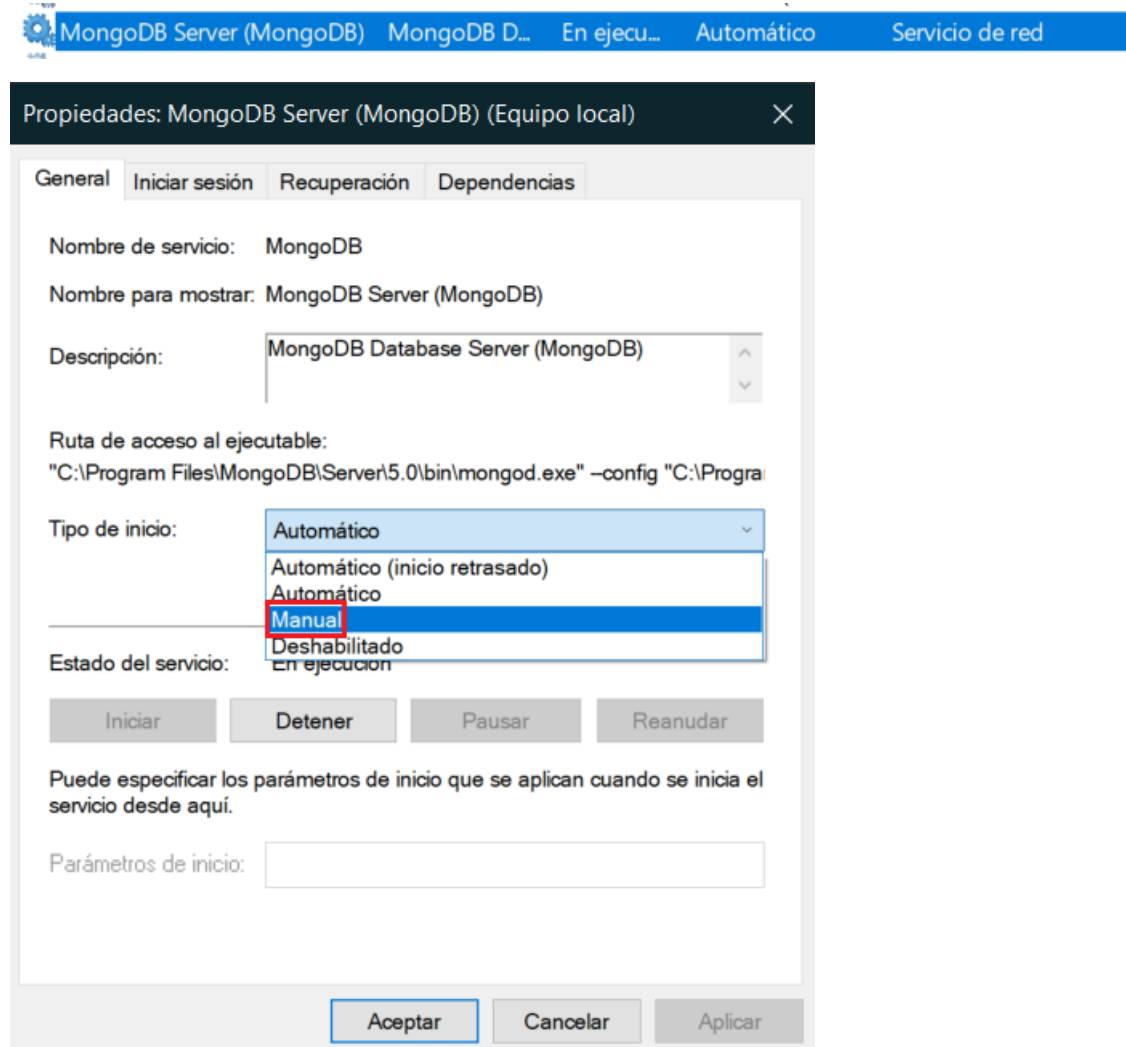 MongoDB Server (MongoDB) MongoDB D... En ejecu... Automático Servicio de red
Propiedades: MongoDB Server (MongoDB) (Equipo local)
General Iniciar sesión Recuperación Dependencias
Nombre de servicio: MongoDB
Nombre para mostrar: MongoDB Server (MongoDB)
Descripción: MongoDB Database Server (MongoDB)
Ruta de acceso al ejecutable:
"C:\Program Files\MongoDB\Server\5.0\bin\mongod.exe" --config "C:\Progra
Tipo de inicio: Automático
Automático (inicio retrasado)
Automático
Manual
Deshabilitado
Estado del servicio: En ejecución
Iniciar Detener Pausar Reanudar
Puede especificar los parámetros de inicio que se aplican cuando se inicia el
servicio desde aquí.
Parámetros de inicio:
Aceptar Cancelar Aplicar